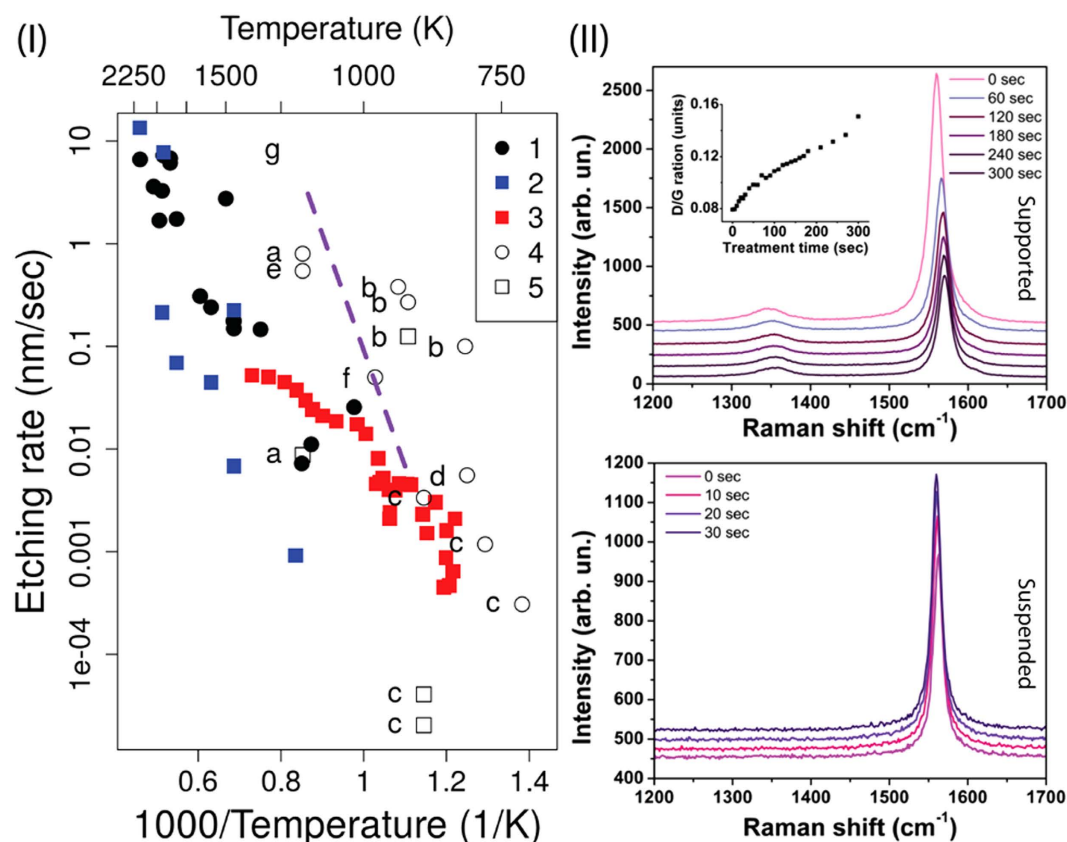 (I)
Temperature (K)
2250 1500 1000 750
Etching rate (nm/sec)
10
1
0.1
0.01
0.001
1e-04
g
a
e
b
b
b
b
f
a
d
c
c
c
c
c
1
2
3
4
5
0.6 0.8 1 1.2 1.4
1000/Temperature (1/K)
(II)
Intensity (arb. un.)
2500
2000
1500
1000
500
0
0 sec
60 sec
120 sec
180 sec
240 sec
300 sec
D/G ration (units)
0.16
0.12
0.08
0 100 200 300
Treatment time (sec)
Supported
1200 1300 1400 1500 1600 1700
Raman shift (cm⁻¹)
Intensity (arb. un.)
1200
1100
1000
900
800
700
600
500
400
0 sec
10 sec
20 sec
30 sec
Suspended
1200 1300 1400 1500 1600 1700
Raman shift (cm⁻¹)